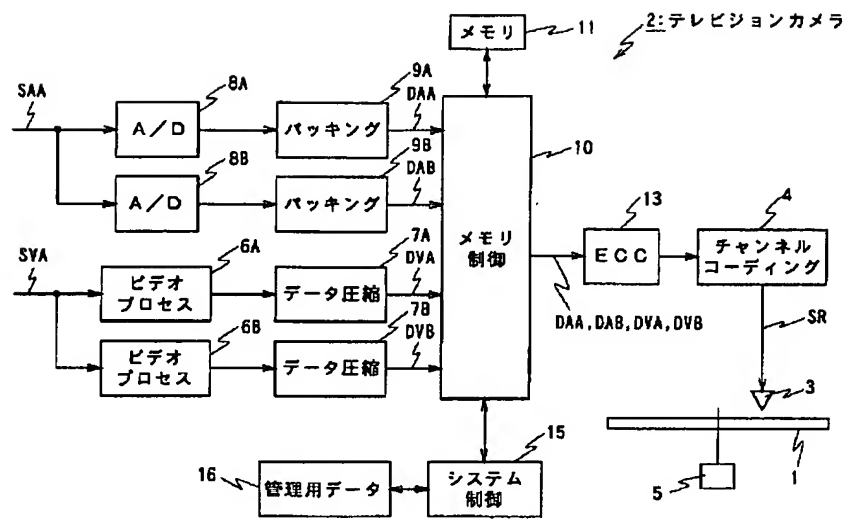 メモリ
11
2:テレビジョンカメラ
SAA
8A
A/D
9A
DAA
パッキング
10
8B
A/D
9B
DAB
パッキング
メモリ
制御
13
ECC
4
チャンネル
コーディング
SVA
6A
ビデオ
プロセス
7A
DVA
データ圧縮
6B
ビデオ
プロセス
7B
DVB
データ圧縮
DAA,DAB,DVA,DVB
SR
3
1
5
15
システム
制御
16
管理用データ